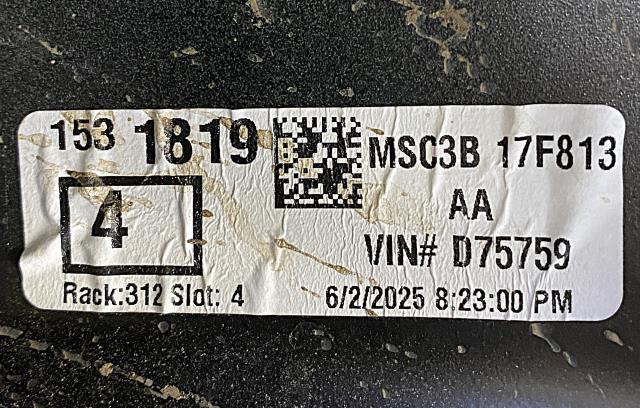 153 1819
4
Rack:312 Slot: 4
MSC3B 17F813
AA
VIN# D75759
6/2/2025 8:23:00 PM